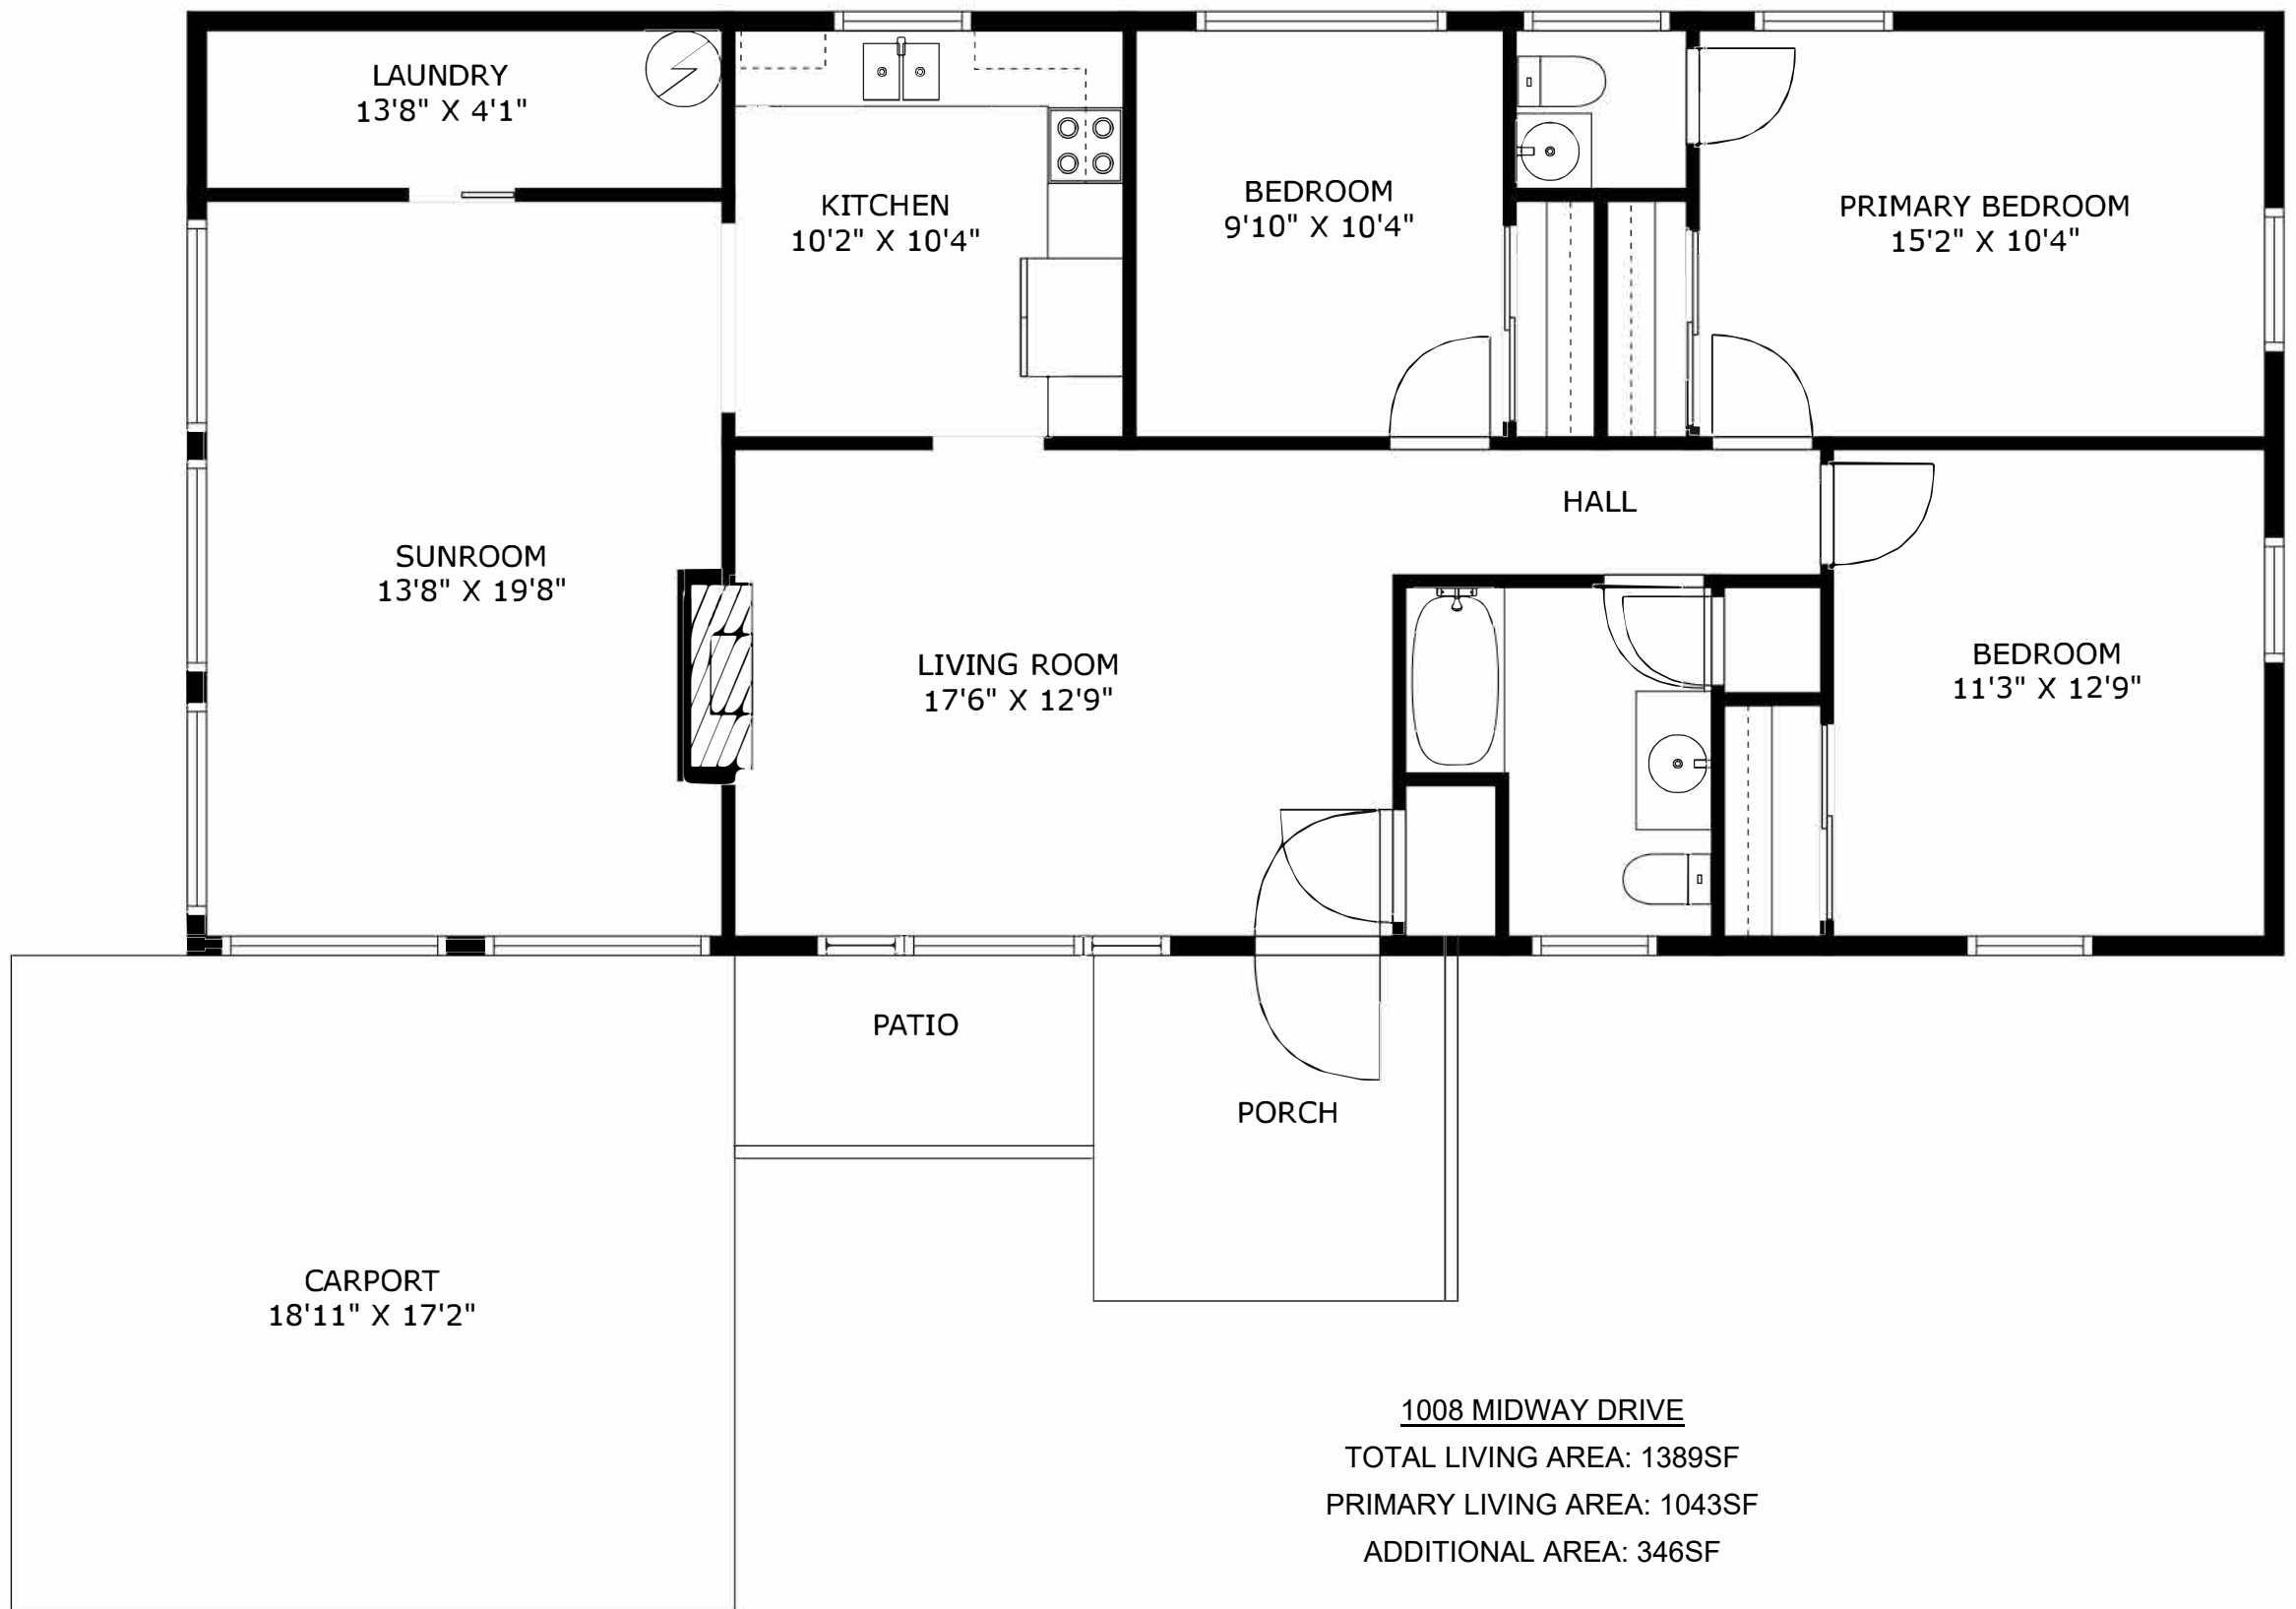 LAUNDRY
13'8" X 4'1"
KITCHEN
10'2" X 10'4"
BEDROOM
9'10" X 10'4"
PRIMARY BEDROOM
15'2" X 10'4"
HALL
SUNROOM
13'8" X 19'8"
LIVING ROOM
17'6" X 12'9"
BEDROOM
11'3" X 12'9"
PATIO
PORCH
CARPORT
18'11" X 17'2"
1008 MIDWAY DRIVE
TOTAL LIVING AREA: 1389SF
PRIMARY LIVING AREA: 1043SF
ADDITIONAL AREA: 346SF